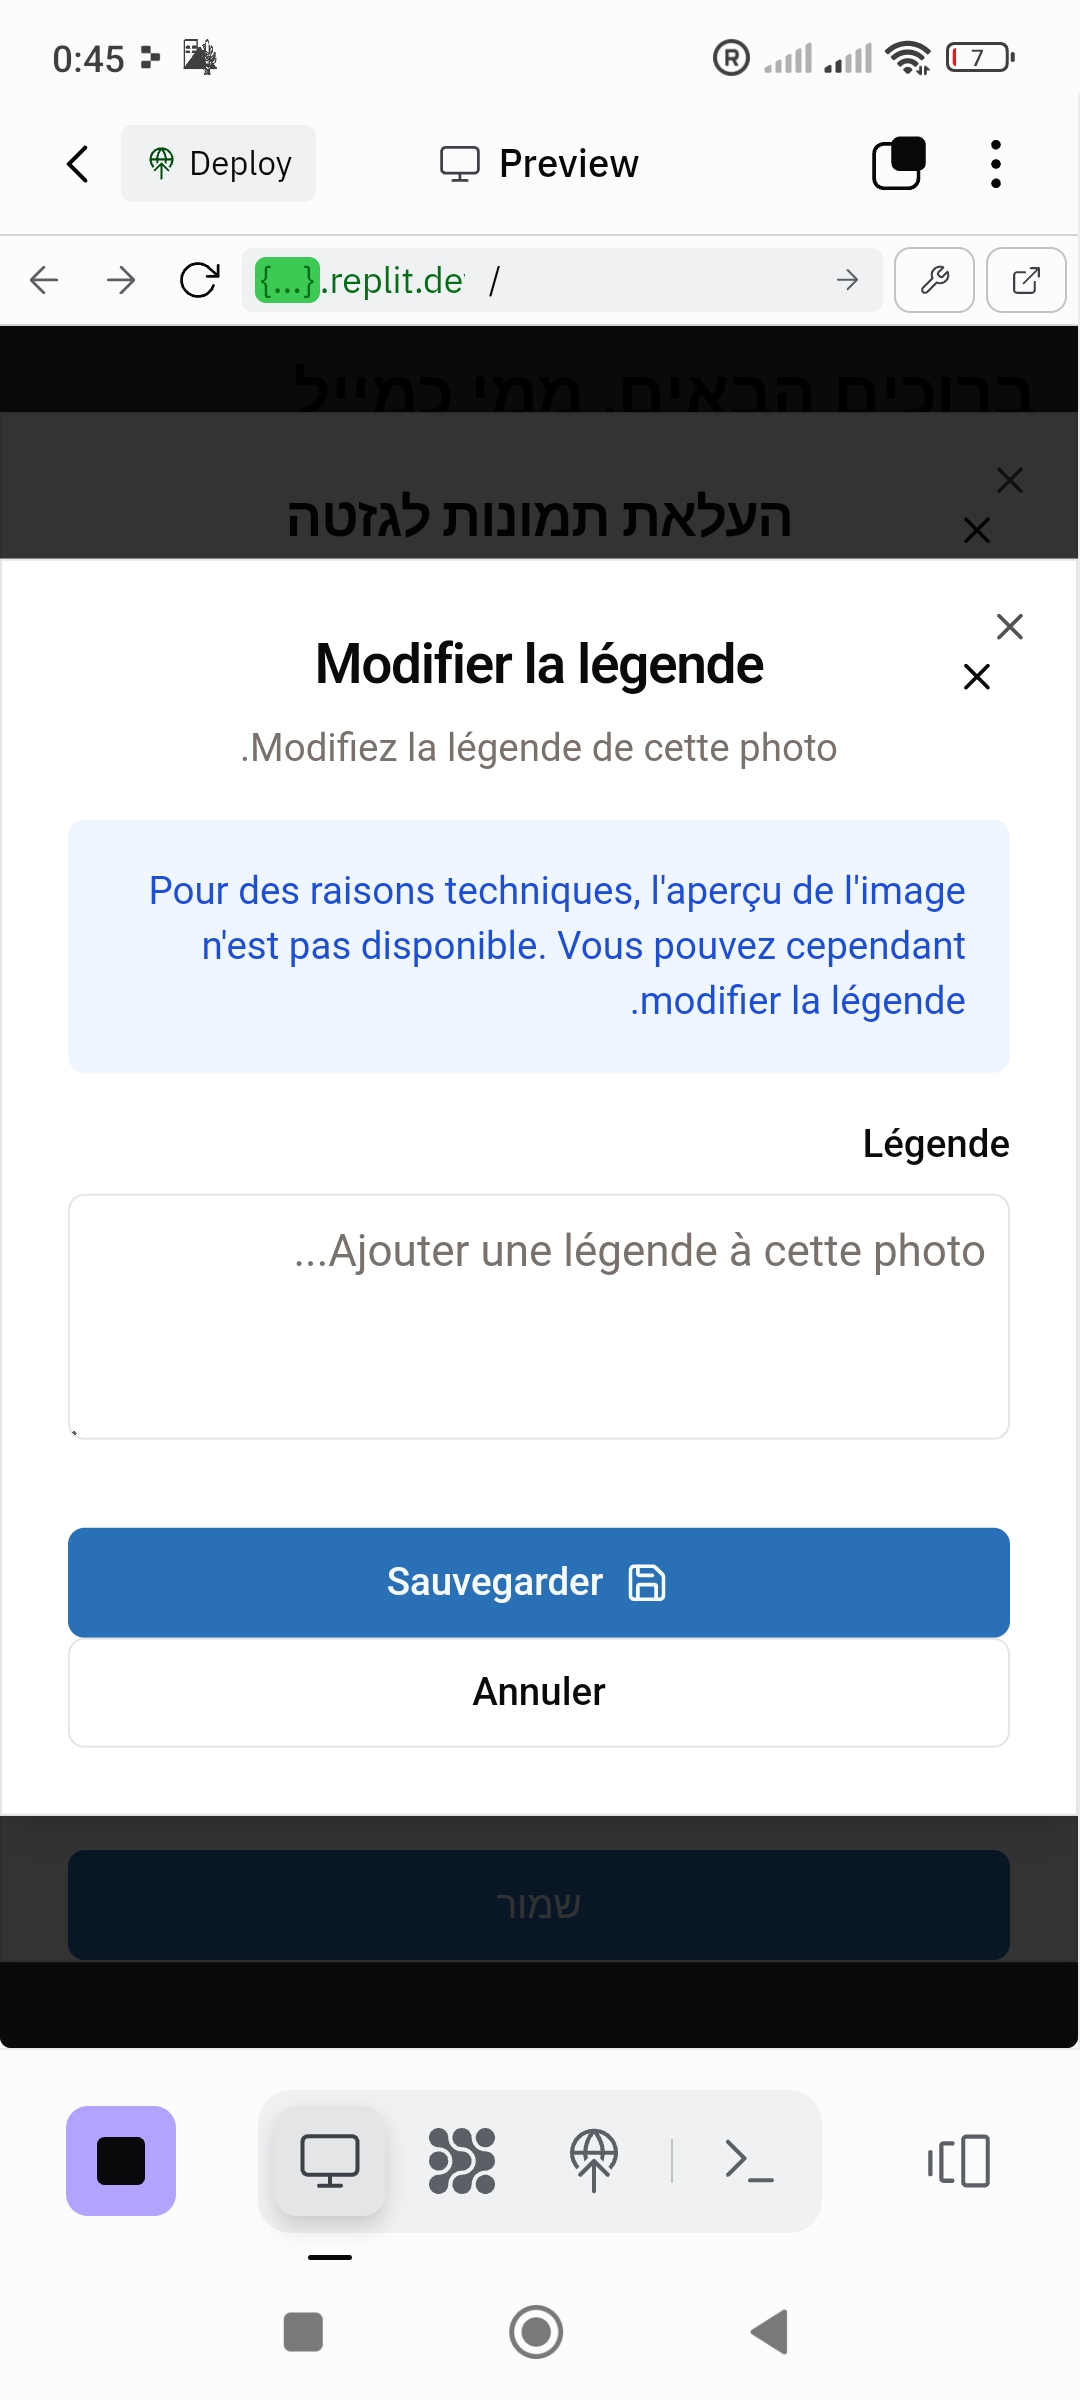 0:45
7
Deploy
Preview
{...}.replit.de /
ברוכים הבאים, ממי כמייל
העלאת תמונות לגזטה
Modifier la légende
.Modifiez la légende de cette photo
Pour des raisons techniques, l'aperçu de l'image
n'est pas disponible. Vous pouvez cependant
.modifier la légende
Légende
...Ajouter une légende à cette photo
Sauvegarder
Annuler
שמור